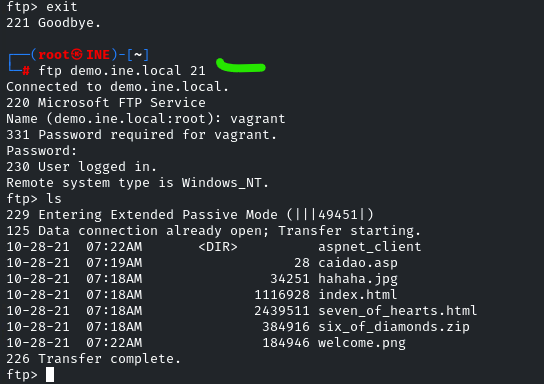 ftp> exit
221 Goodbye.
┌──(root㉿INE)-[~]
└─# ftp demo.ine.local 21
Connected to demo.ine.local.
220 Microsoft FTP Service
Name (demo.ine.local:root): vagrant
331 Password required for vagrant.
Password:
230 User logged in.
Remote system type is Windows_NT.
ftp> ls
229 Entering Extended Passive Mode (|||49451|)
125 Data connection already open; Transfer starting.
10-28-21  07:22AM       <DIR>          aspnet_client
10-28-21  07:19AM                   28 caidao.asp
10-28-21  07:18AM                34251 hahaha.jpg
10-28-21  07:18AM              1116928 index.html
10-28-21  07:18AM              2439511 seven_of_hearts.html
10-28-21  07:18AM               384916 six_of_diamonds.zip
10-28-21  07:22AM               184946 welcome.png
226 Transfer complete.
ftp>